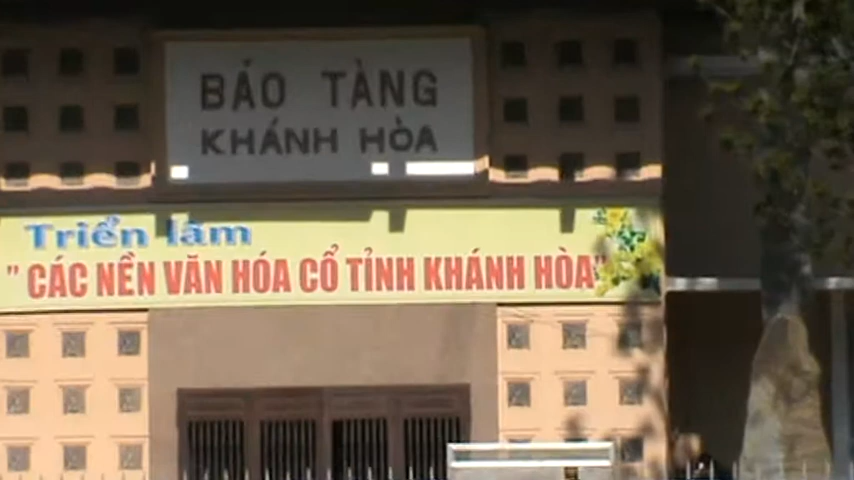 BẢO TÀNG
KHÁNH HÒA
Triển lãm
" CÁC NỀN VĂN HÓA CỔ TỈNH KHÁNH HÒA"